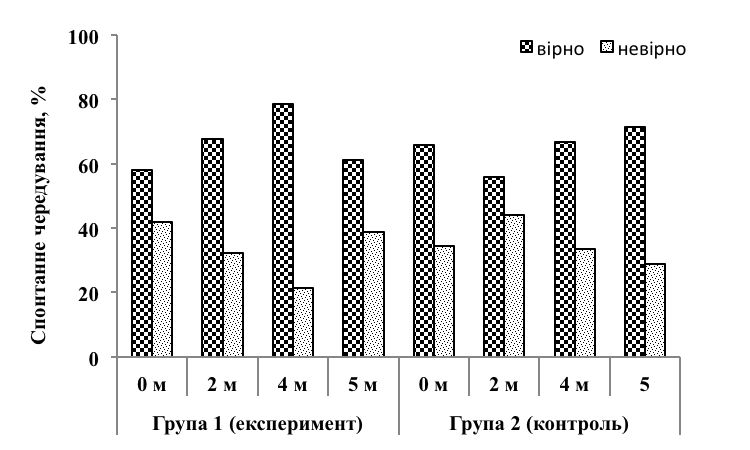 Спонтанне чередування, %
100
вірно невірно
80
60
40
20
0
0 м 2 м 4 м 5 м 0 м 2 м 4 м 5
Група 1 (експеримент) Група 2 (контроль)